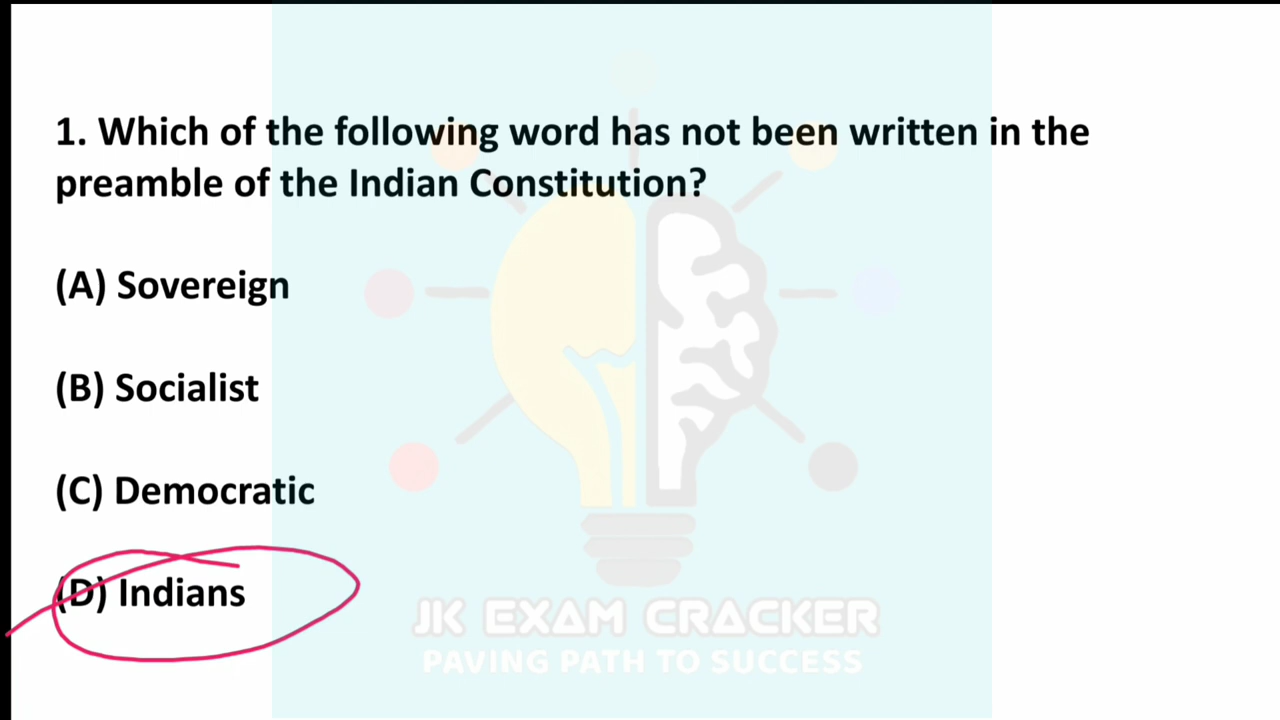 1. Which of the following word has not been written in the
preamble of the Indian Constitution?
(A) Sovereign
(B) Socialist
(C) Democratic
(D) Indians
JK EXAM CRACKER
PAVING PATH TO SUCCESS